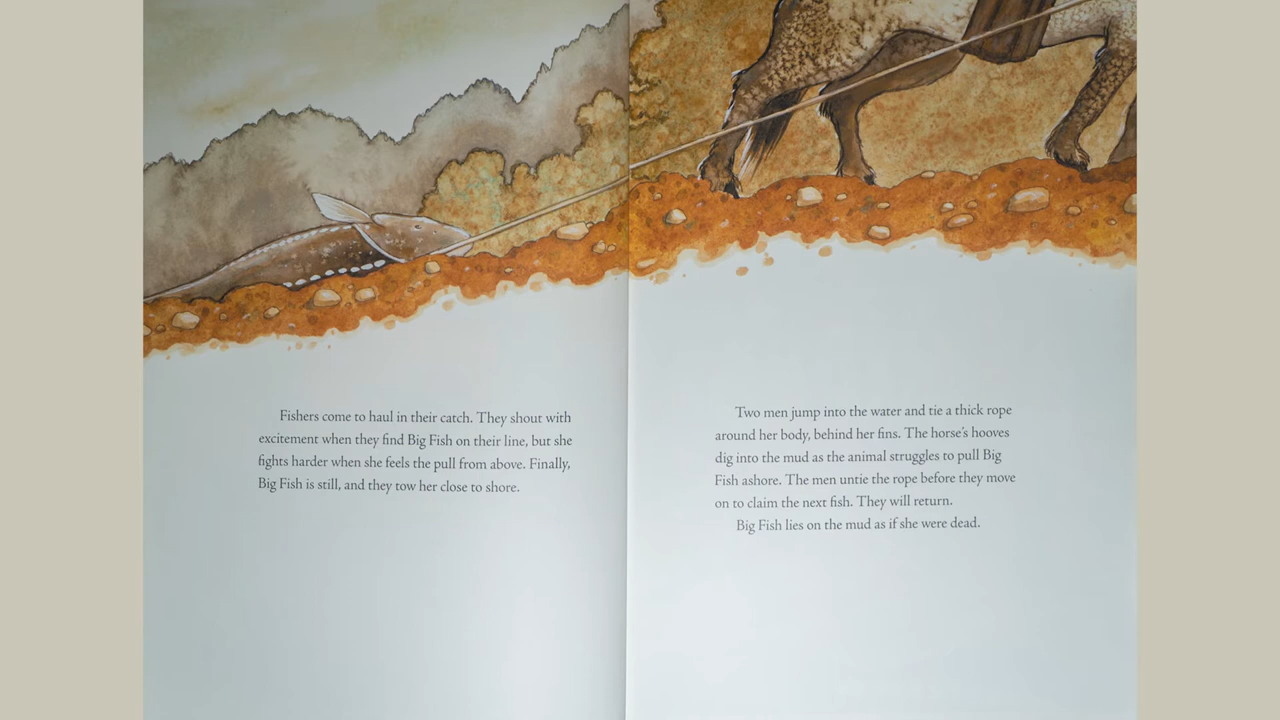 Fishers come to haul in their catch. They shout with
excitement when they find Big Fish on their line, but she
fights harder when she feels the pull from above. Finally,
Big Fish is still, and they tow her close to shore.
Two men jump into the water and tie a thick rope
around her body, behind her fins. The horse's hooves
dig into the mud as the animal struggles to pull Big
Fish ashore. The men untie the rope before they move
on to claim the next fish. They will return.
Big Fish lies on the mud as if she were dead.